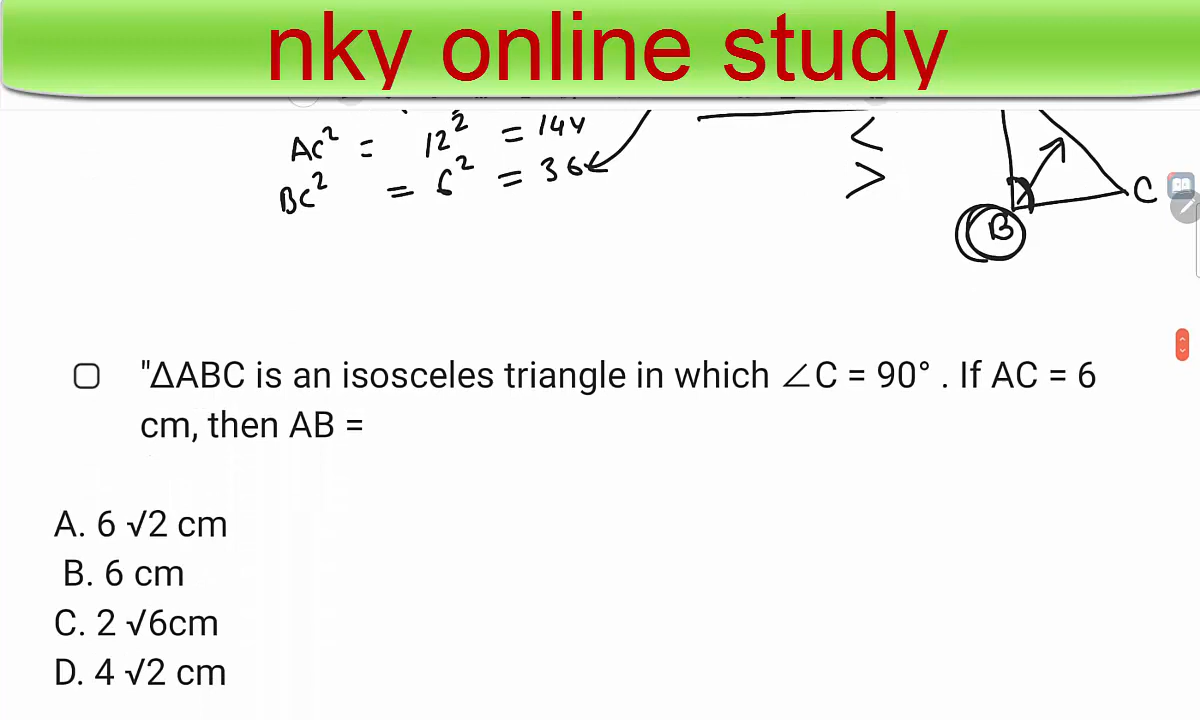 nky online study
AC² = 12² = 144
<
BC² = 6² = 36
>
C
B
"ΔABC is an isosceles triangle in which ∠C = 90° . If AC = 6
cm, then AB =
A. 6 √2 cm
B. 6 cm
C. 2 √6cm
D. 4 √2 cm